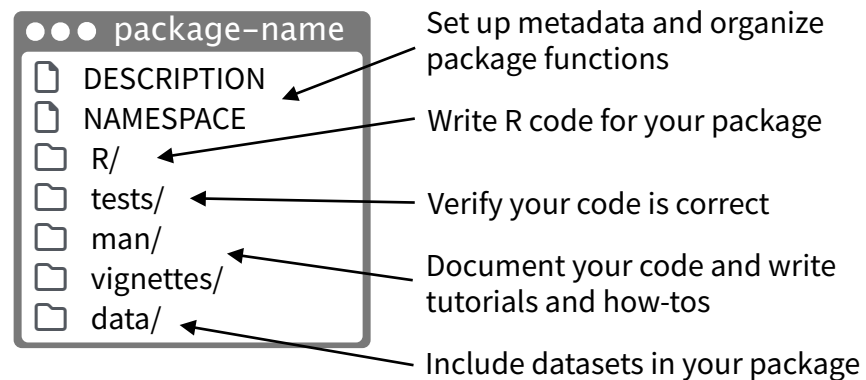 package-name
DESCRIPTION
NAMESPACE
R/
tests/
man/
vignettes/
data/
Set up metadata and organize
package functions
Write R code for your package
Verify your code is correct
Document your code and write
tutorials and how-tos
Include datasets in your package